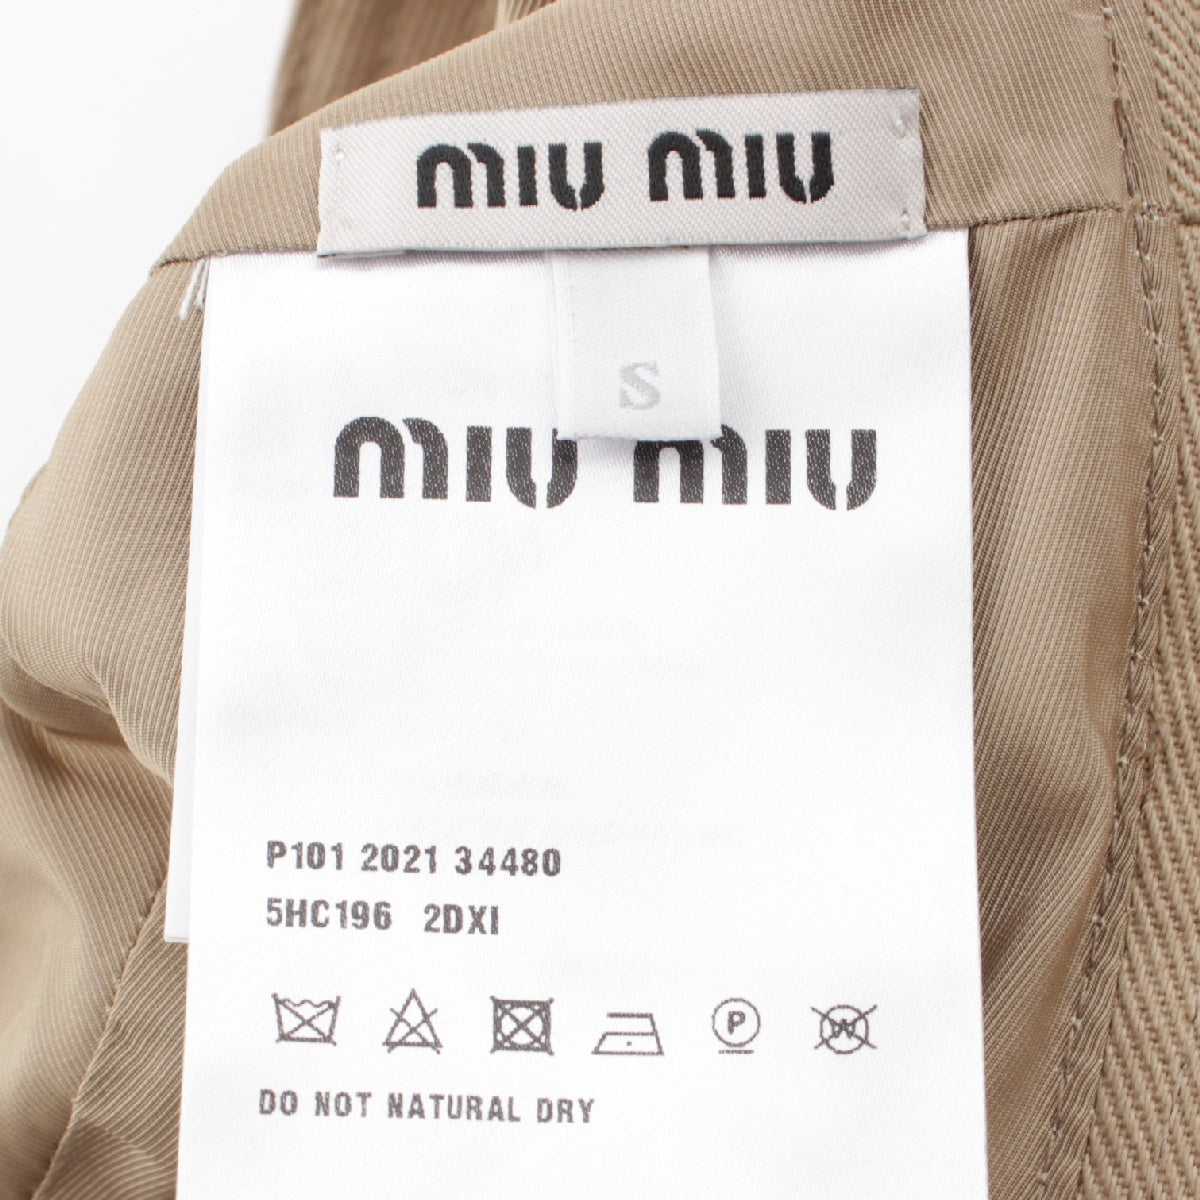 MIU MIU
S
MIU MIU
P101 2021 34480
5HC196 2DXI
P
W
DO NOT NATURAL DRY